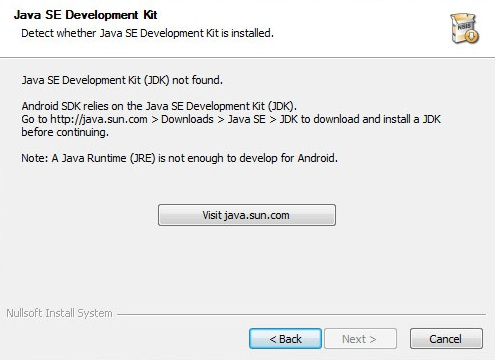 Java SE Development Kit
Detect whether Java SE Development Kit is installed.
Java SE Development Kit (JDK) not found.
Android SDK relies on the Java SE Development Kit (JDK).
Go to http://java.sun.com > Downloads > Java SE > JDK to download and install a JDK
before continuing.
Note: A Java Runtime (JRE) is not enough to develop for Android.
Visit java.sun.com
Nullsoft Install System
< Back
Next >
Cancel